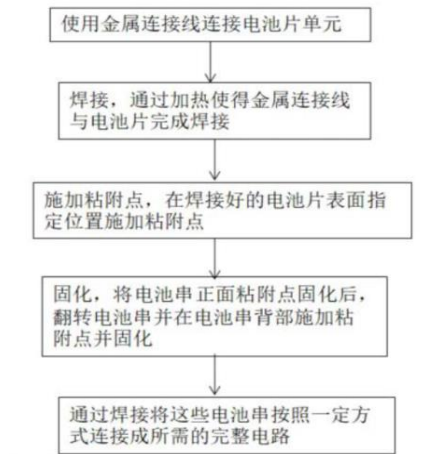 使用金属连接线连接电池片单元
焊接，通过加热使得金属连接线
与电池片完成焊接
施加粘附点，在焊接好的电池片表面指
定位置施加粘附点
固化，将电池串正面粘附点固化后，
翻转电池串并在电池串背部施加粘
附点并固化
通过焊接将这些电池串按照一定方
式连接成所需的完整电路